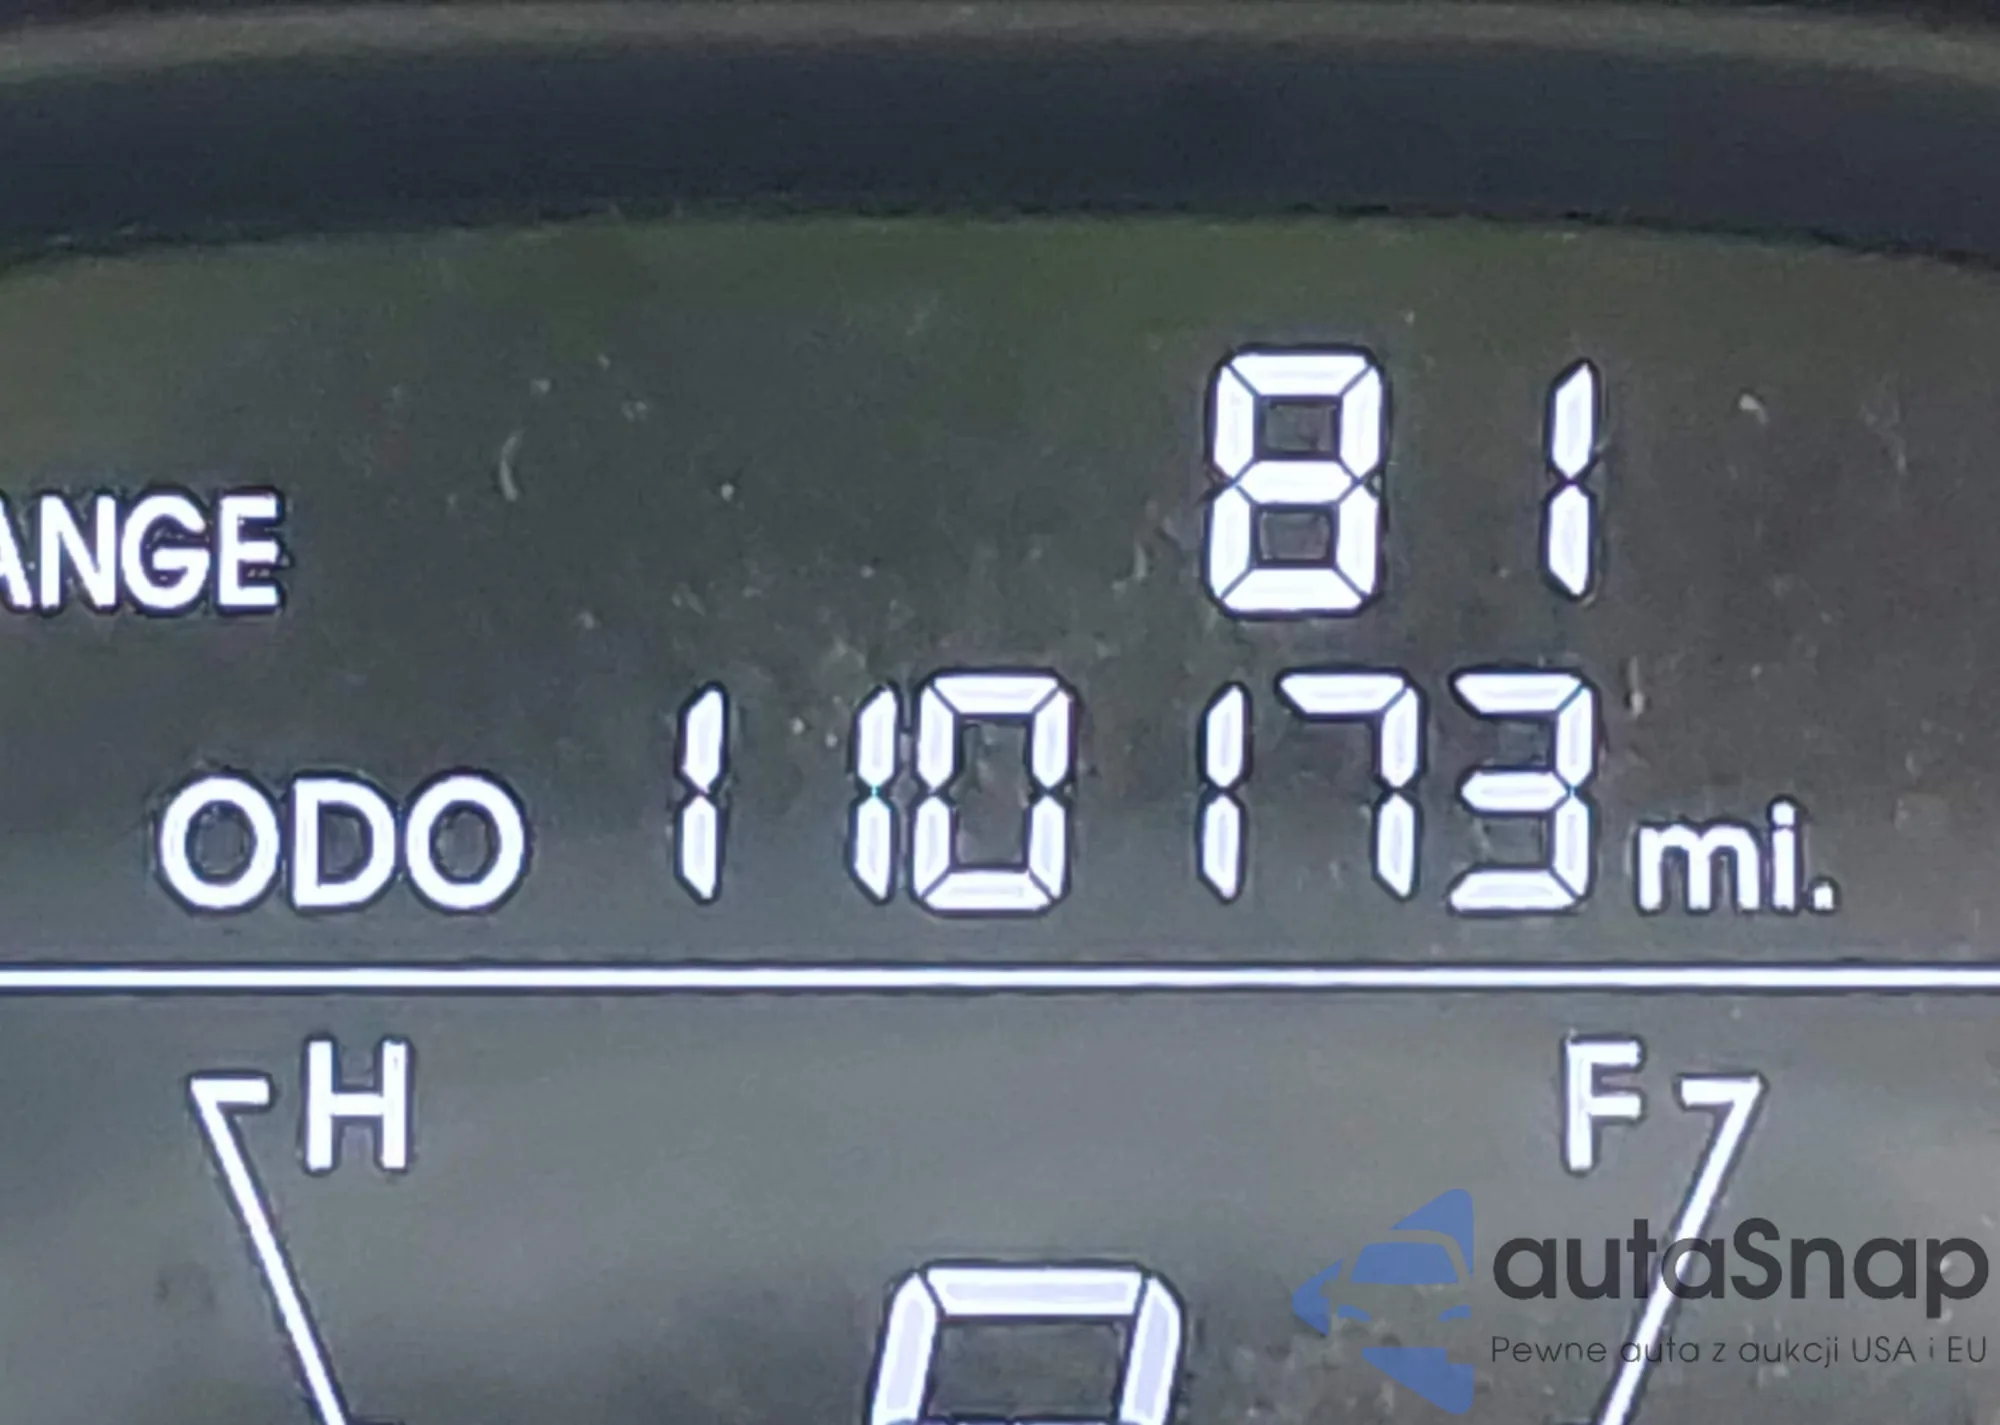 ANGE 81
ODO 110173 mi.
H F
autaSnap
Pewne auta z aukcji USA i EU